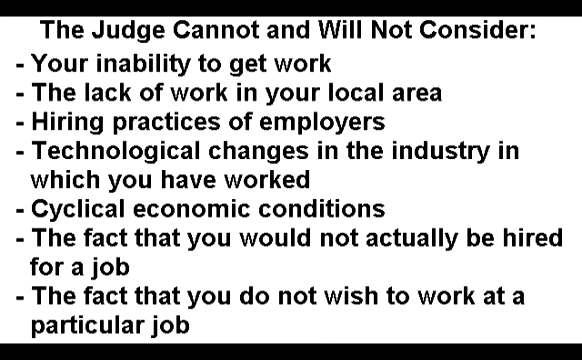 The Judge Cannot and Will Not Consider:
- Your inability to get work
- The lack of work in your local area
- Hiring practices of employers
- Technological changes in the industry in
which you have worked
- Cyclical economic conditions
- The fact that you would not actually be hired
for a job
- The fact that you do not wish to work at a
particular job